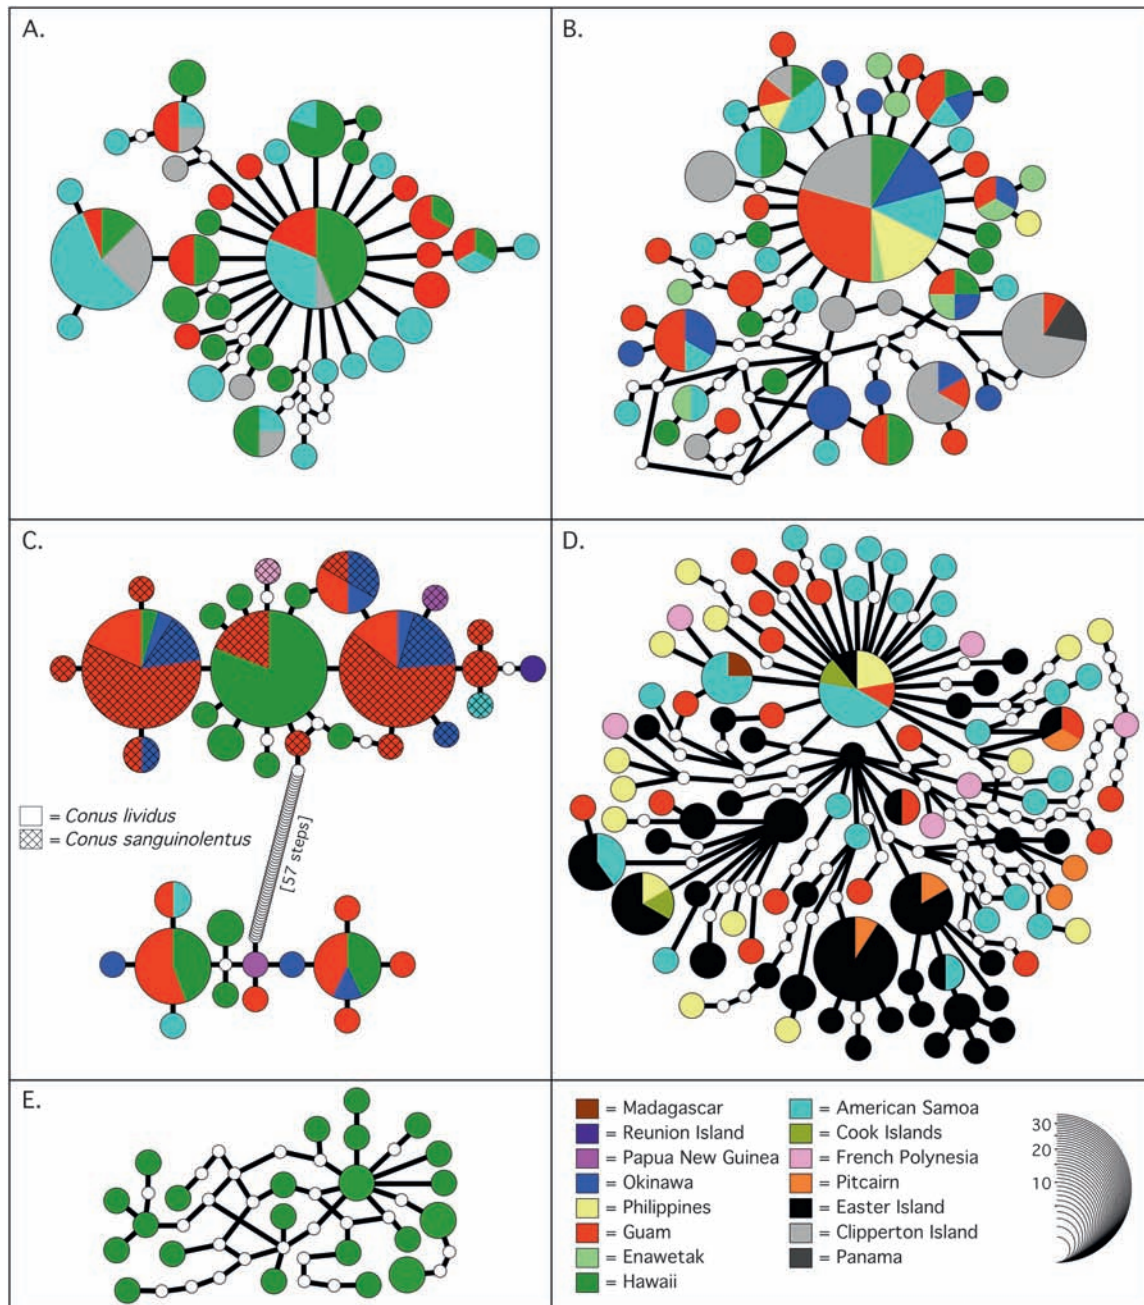 A.
B.
C.
D.
= Conus lividus
= Conus sanguinolentus
[57 steps]
E.
= Madagascar
= Reunion Island
= Papua New Guinea
= Okinawa
= Philippines
= Guam
= Enawetak
= Hawaii
= American Samoa
= Cook Islands
= French Polynesia
= Pitcairn
= Easter Island
= Clipperton Island
= Panama
30
20
10